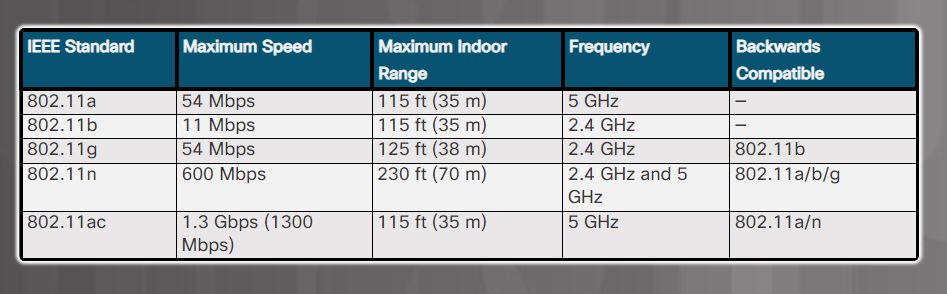 IEEE Standard Maximum Speed Maximum Indoor Range Frequency Backwards Compatible
802.11a 54 Mbps 115 ft (35 m) 5 GHz –
802.11b 11 Mbps 115 ft (35 m) 2.4 GHz –
802.11g 54 Mbps 125 ft (38 m) 2.4 GHz 802.11b
802.11n 600 Mbps 230 ft (70 m) 2.4 GHz and 5 GHz 802.11a/b/g
802.11ac 1.3 Gbps (1300 Mbps) 115 ft (35 m) 5 GHz 802.11a/n